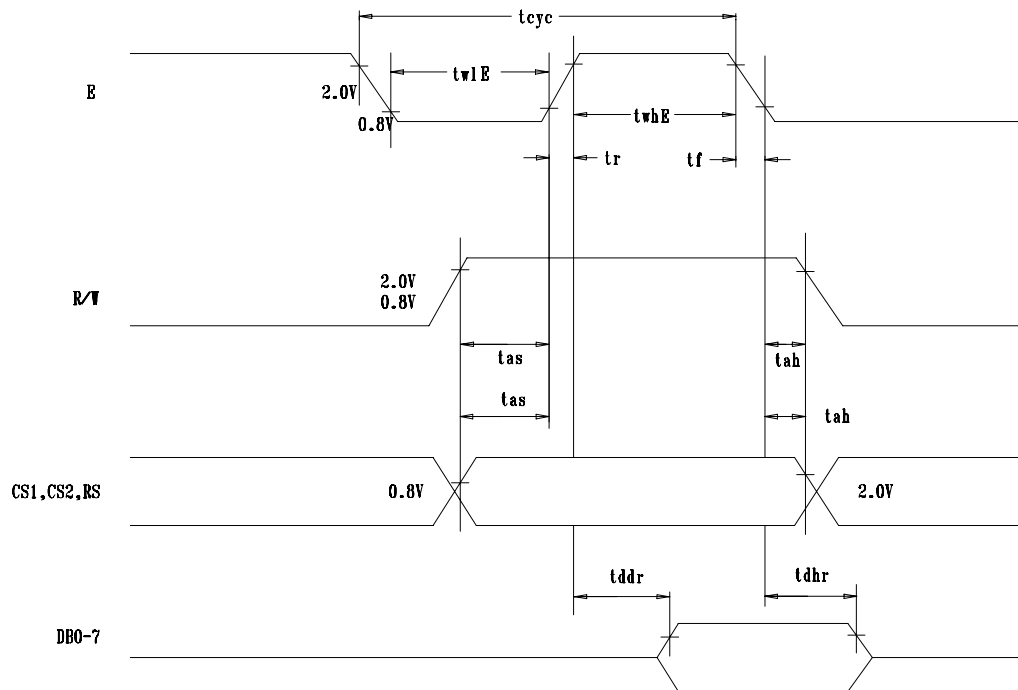 tcyc
E
2.0V
0.8V
twlE
twhE
tr
tf
R/W
2.0V
0.8V
tas
tah
tas
tah
CS1,CS2,RS
0.8V
2.0V
tddr
tdhr
DB0-7